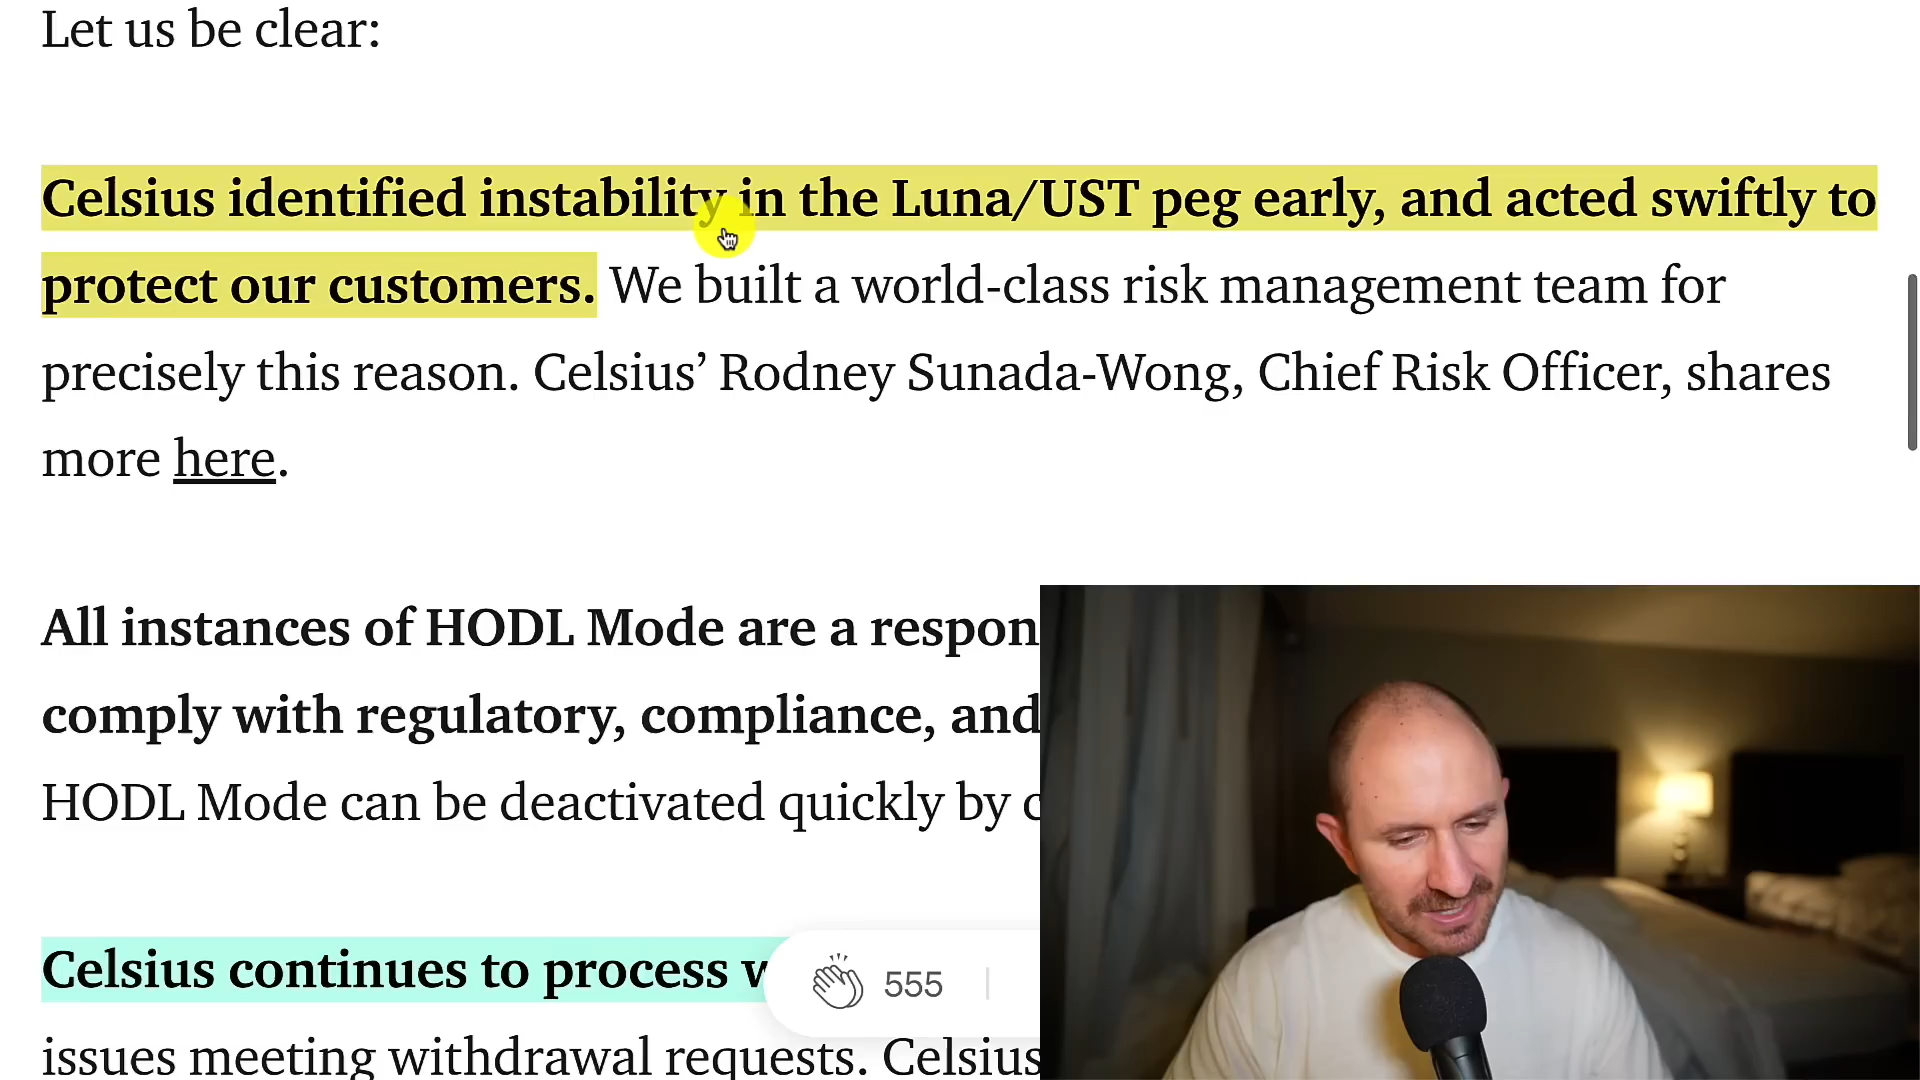 Let us be clear:
Celsius identified instability in the Luna/UST peg early, and acted swiftly to
protect our customers. We built a world-class risk management team for
precisely this reason. Celsius’ Rodney Sunada-Wong, Chief Risk Officer, shares
more here.
All instances of HODL Mode are a respon
comply with regulatory, compliance, and
HODL Mode can be deactivated quickly by c
Celsius continues to process w
555
issues meeting withdrawal requests. Celsius